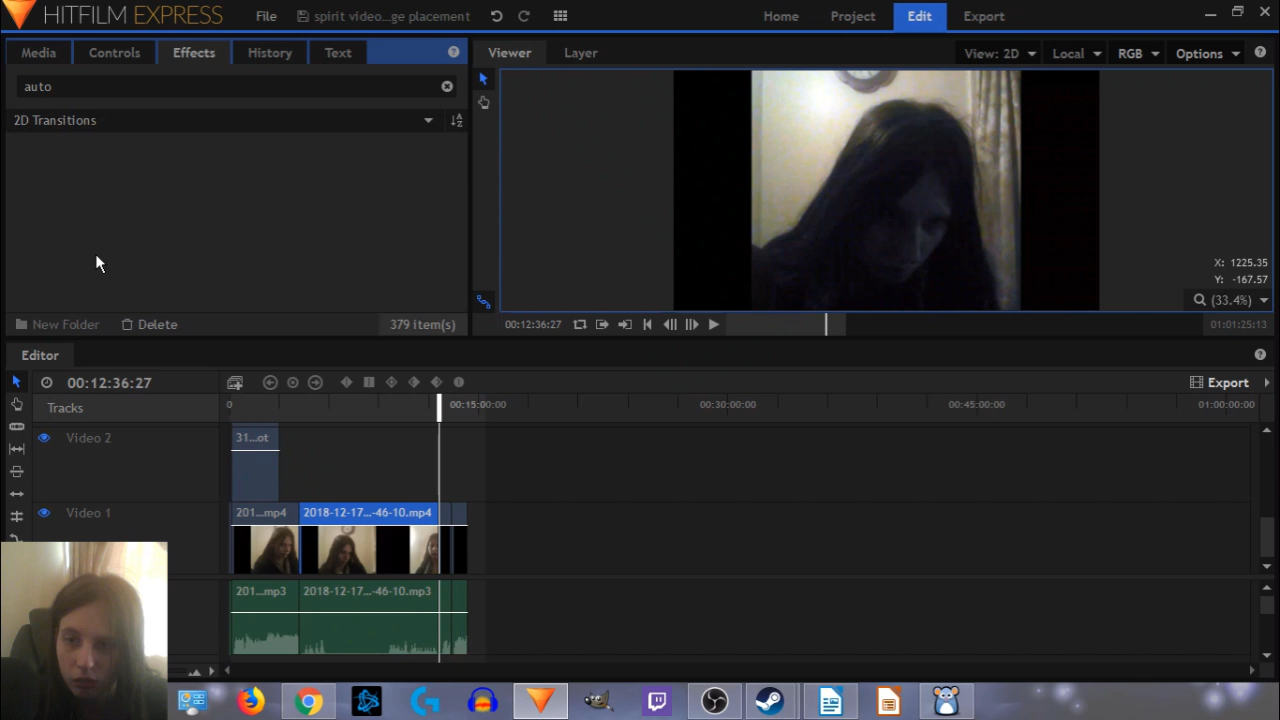 HITFILM EXPRESS
File
spirit video...ge placement
Home
Project
Edit
Export
Media
Controls
Effects
History
Text
Viewer
Layer
View: 2D
Local
RGB
Options
auto
2D Transitions
X: 1225.35
Y: -167.57
(33.4%)
New Folder
Delete
379 item(s)
00:12:36:27
01:01:25:13
Editor
00:12:36:27
Export
Tracks
0
00:15:00:00
00:30:00:00
00:45:00:00
01:00:00:00
Video 2
31...ot
Video 1
201...mp4
2018-12-17...-46-10.mp4
201...mp3
2018-12-17...-46-10.mp3